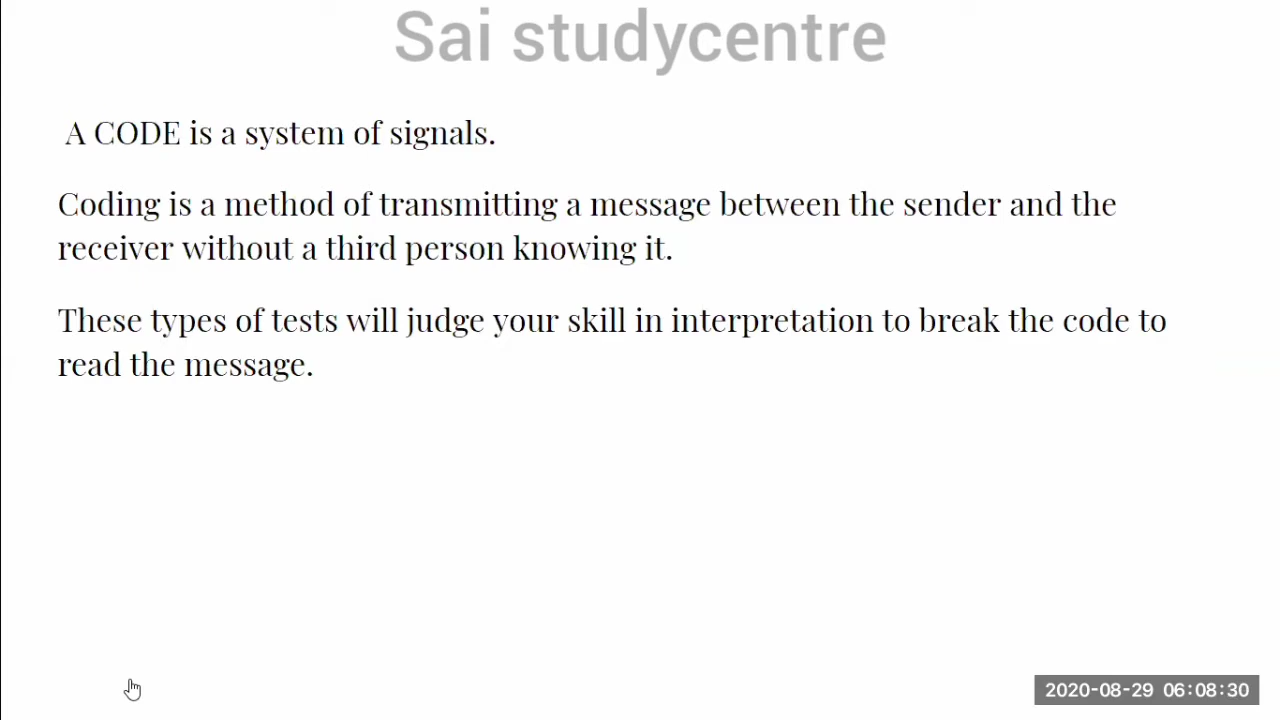 Sai studycentre
A CODE is a system of signals.
Coding is a method of transmitting a message between the sender and the
receiver without a third person knowing it.
These types of tests will judge your skill in interpretation to break the code to
read the message.
2020-08-29 06:08:30